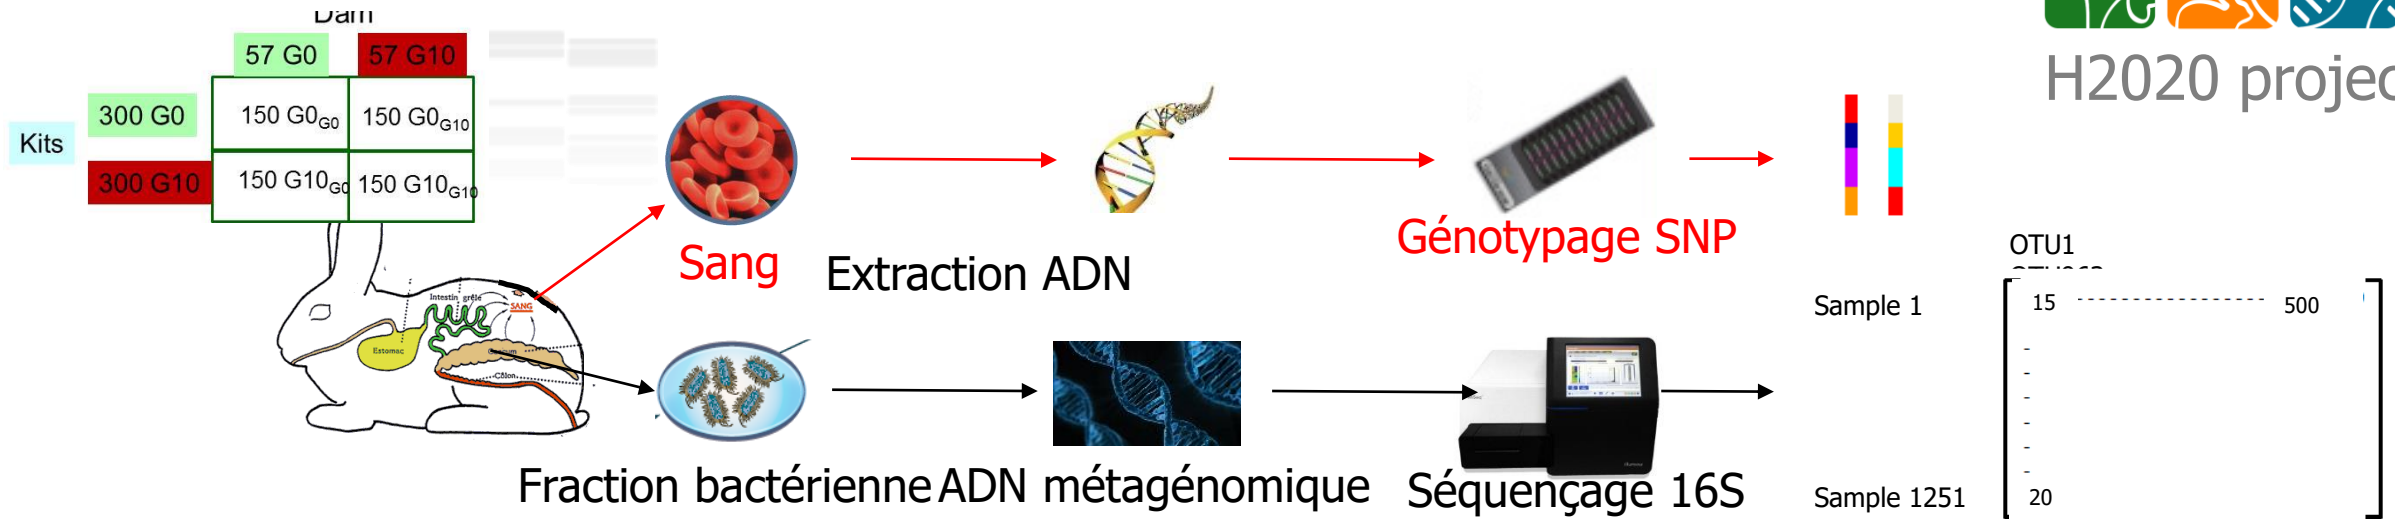 Dam
57 G0
57 G10
300 G0
150 G0G0
150 G0G10
Kits
300 G10
150 G10G0
150 G10G10
H2020 projec
Sang
Extraction ADN
Génotypage SNP
OTU1
Intestin grêle
SANG
Estomac
Caecum
Côlon
Sample 1
15
500
-
-
-
-
-
-
Sample 1251
20
Fraction bactérienne
ADN métagénomique
Séquençage 16S